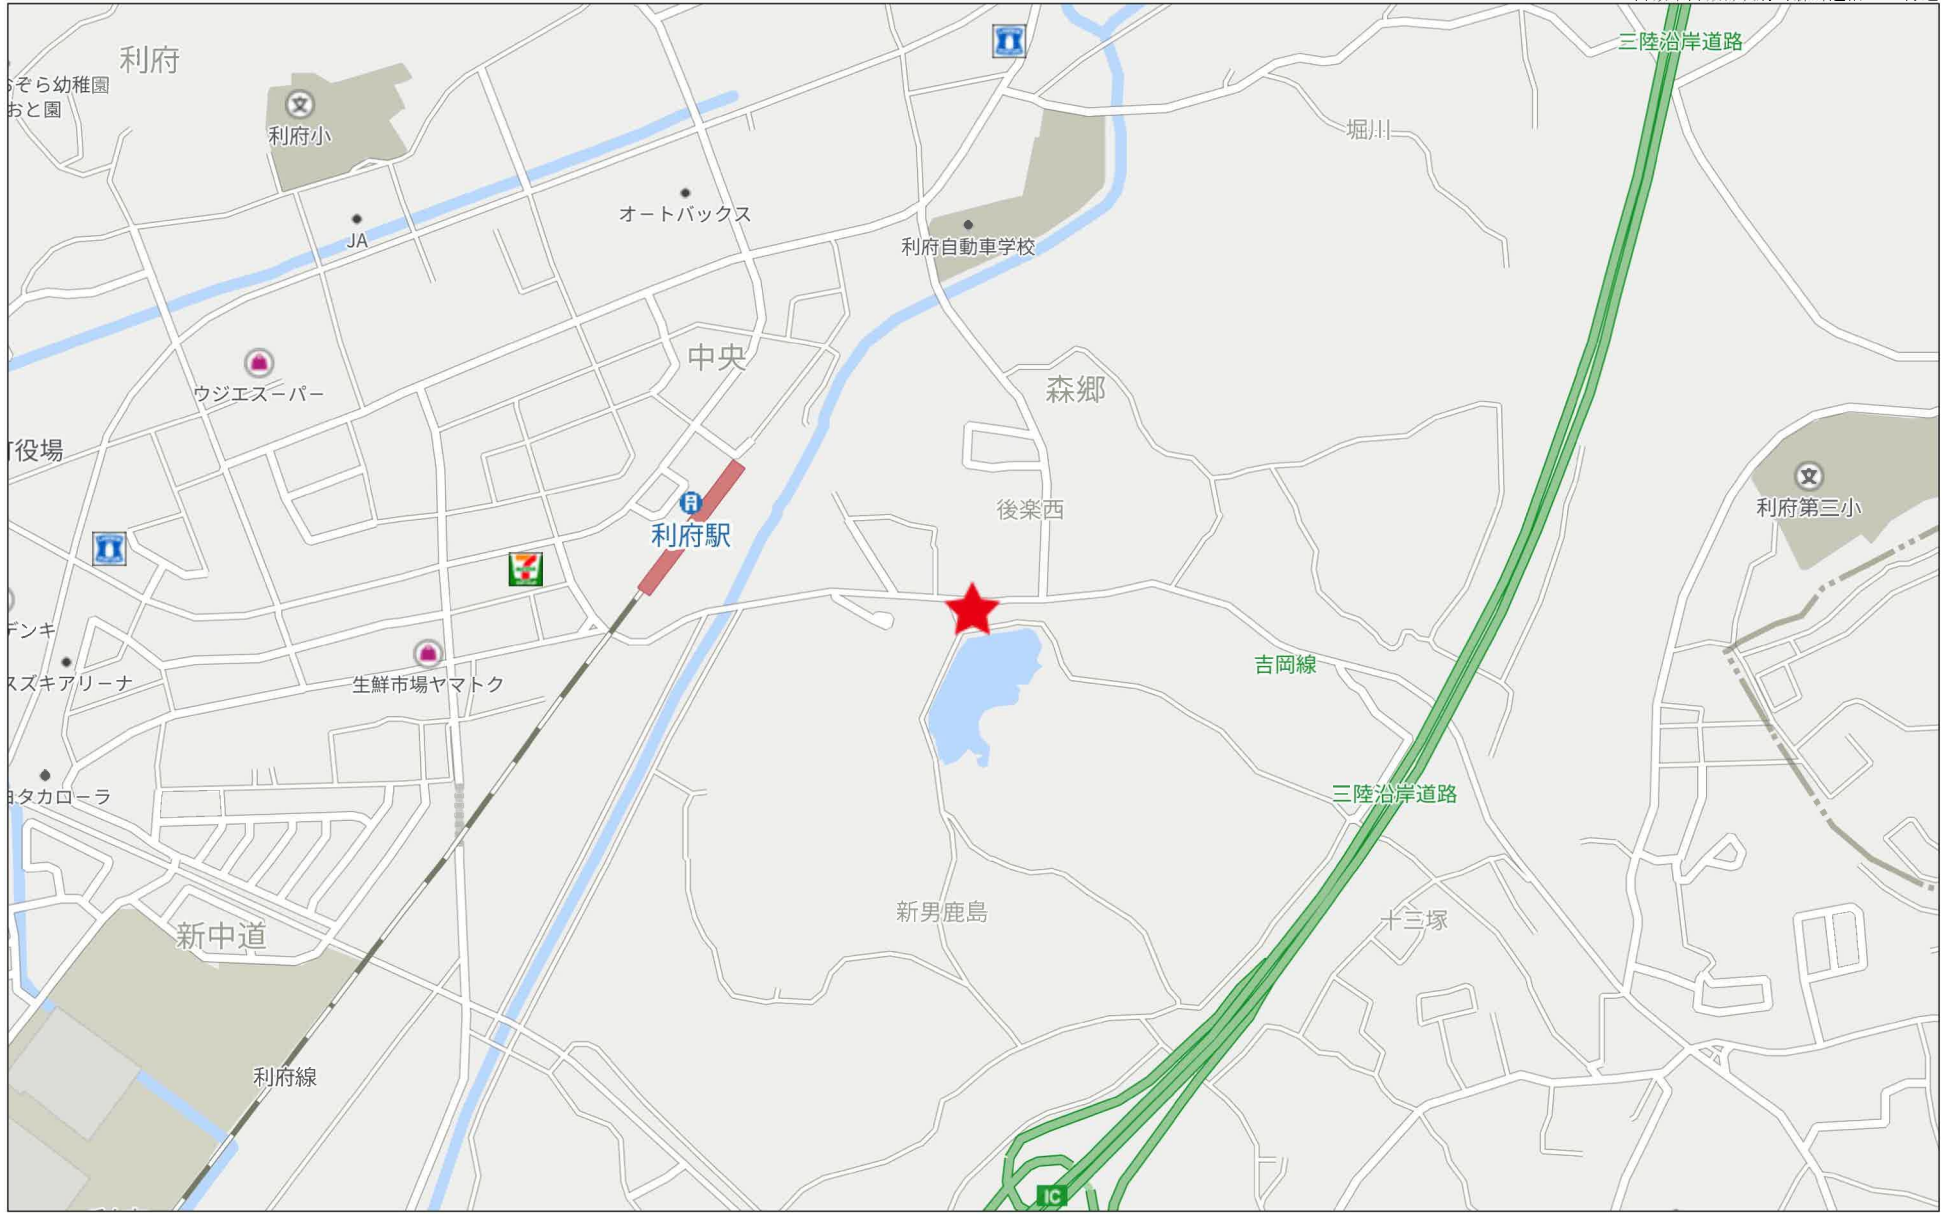 三陸沿岸道路
利府
ぞら幼稚園
おと園
利府小
堀川
オートバックス
JA
利府自動車学校
中央
ウジエスーパー
森郷
役場
利府第三小
後楽西
利府駅
デンキ
吉岡線
スズキアリーナ
生鮮市場ヤマトク
三陸沿岸道路
タカローラ
新男鹿島
十三塚
新中道
利府線
IC